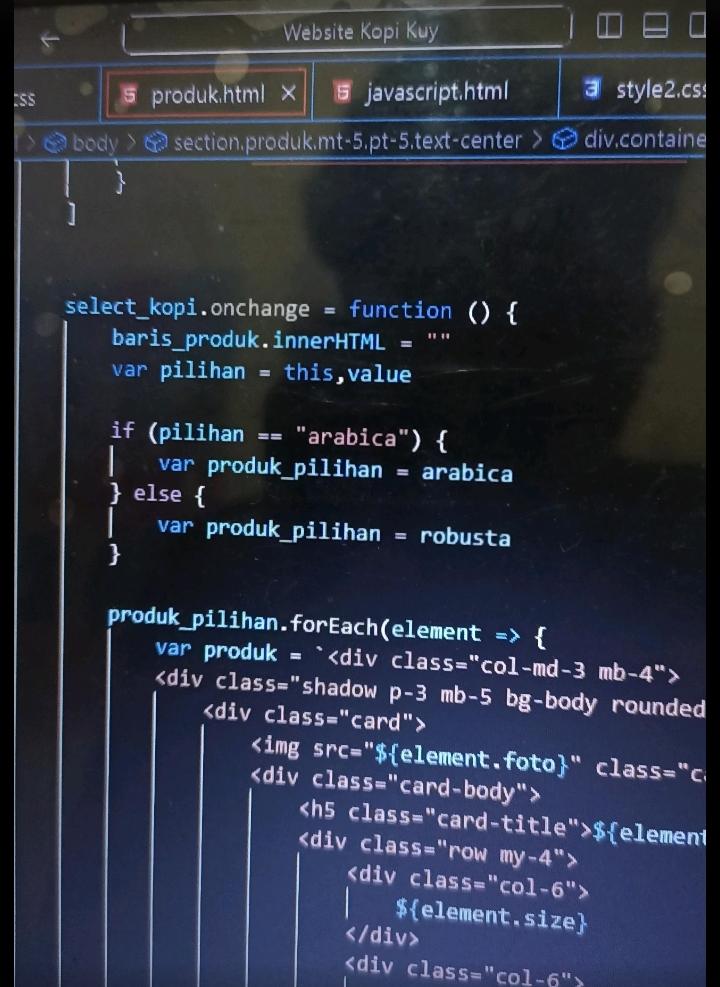 Website Kopi Kuy
css
produk.html ×
javascript.html
style2.css
> body > section.produk.mt-5.pt-5.text-center > div.containe
}
]
select_kopi.onchange = function () {
baris_produk.innerHTML = ""
var pilihan = this,value
if (pilihan == "arabica") {
var produk_pilihan = arabica
} else {
var produk_pilihan = robusta
}
produk_pilihan.forEach(element => {
var produk = `<div class="col-md-3 mb-4">
<div class="shadow p-3 mb-5 bg-body rounded
<div class="card">
<img src="${element.foto}" class="c
<div class="card-body">
<h5 class="card-title">${element
<div class="row my-4">
<div class="col-6">
${element.size}
</div>
<div class="col-6">